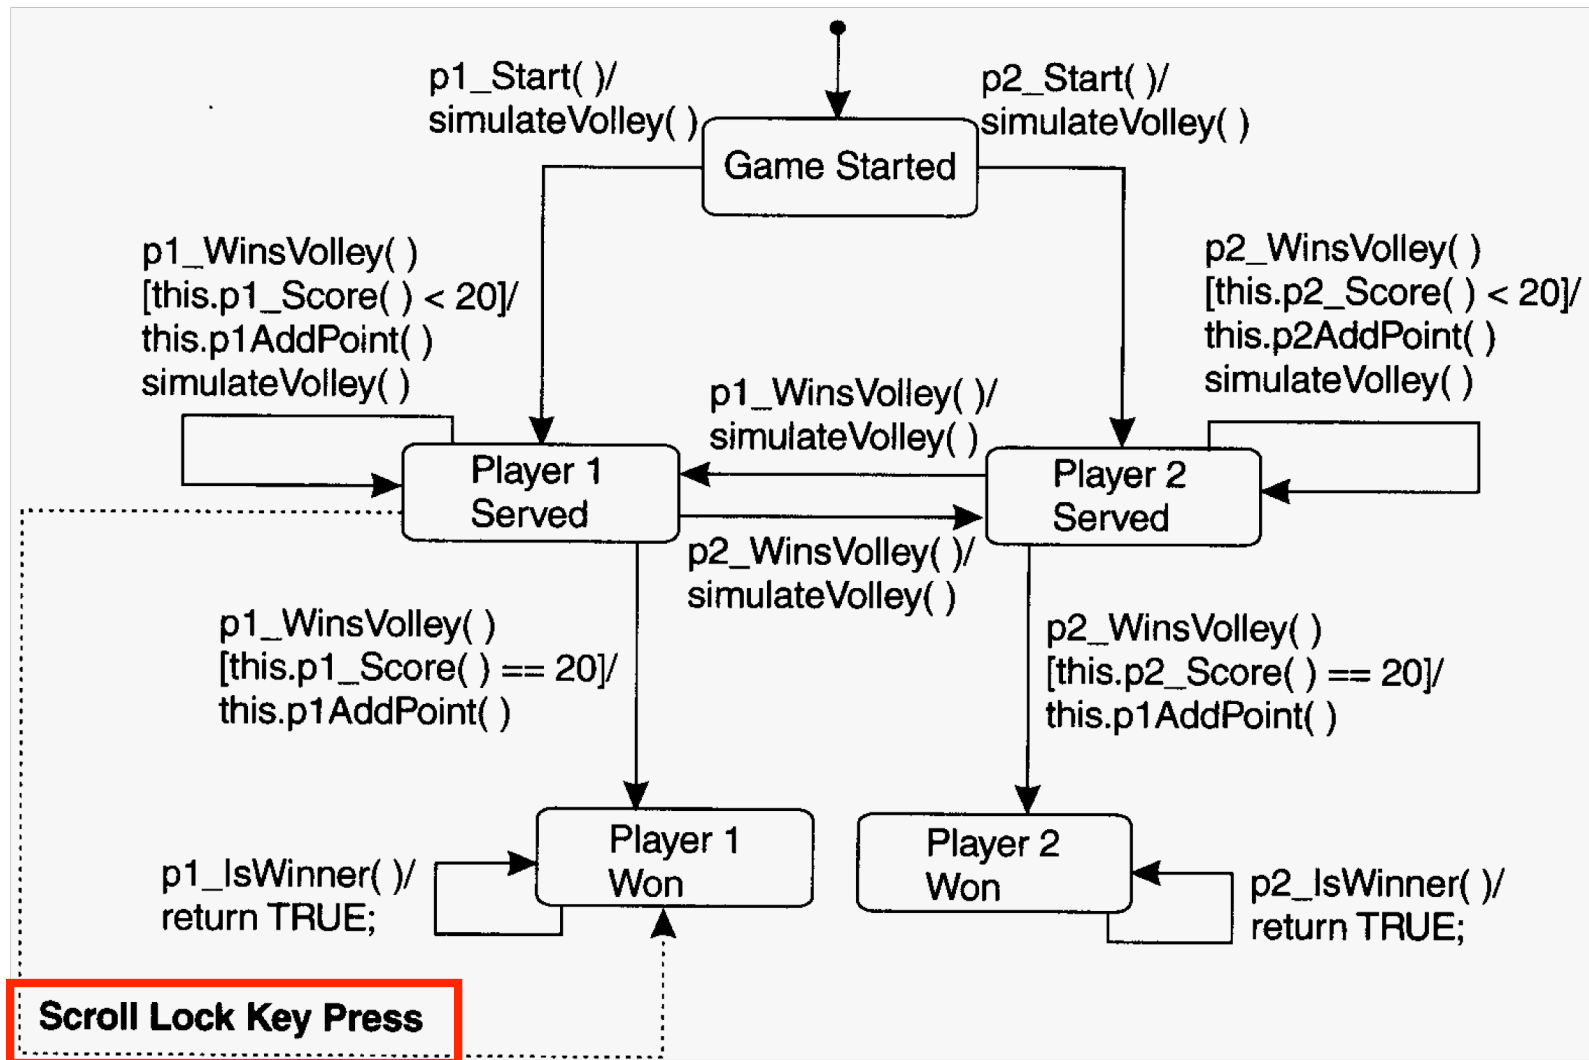 p1_Start( )/
simulateVolley( )
p2_Start( )/
simulateVolley( )
Game Started
p1_WinsVolley( )
[this.p1_Score( ) < 20]/
this.p1AddPoint( )
simulateVolley( )
p2_WinsVolley( )
[this.p2_Score( ) < 20]/
this.p2AddPoint( )
simulateVolley( )
p1_WinsVolley( )/
simulateVolley( )
Player 1
Served
Player 2
Served
p2_WinsVolley( )/
simulateVolley( )
p1_WinsVolley( )
[this.p1_Score( ) == 20]/
this.p1AddPoint( )
p2_WinsVolley( )
[this.p2_Score( ) == 20]/
this.p1AddPoint( )
Player 1
Won
Player 2
Won
p1_IsWinner( )/
return TRUE;
p2_IsWinner( )/
return TRUE;
Scroll Lock Key Press